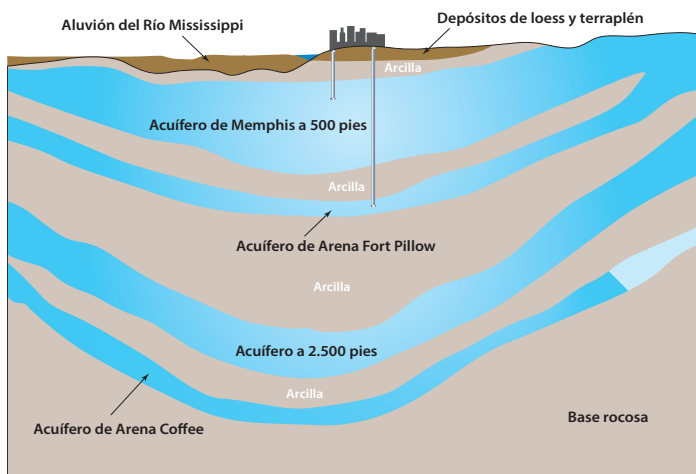 Depósitos de loess y terraplén
Aluvión del Río Mississippi
Arcilla
Acuífero de Memphis a 500 pies
Arcilla
Acuífero de Arena Fort Pillow
Arcilla
Acuífero a 2.500 pies
Arcilla
Base rocosa
Acuífero de Arena Coffee